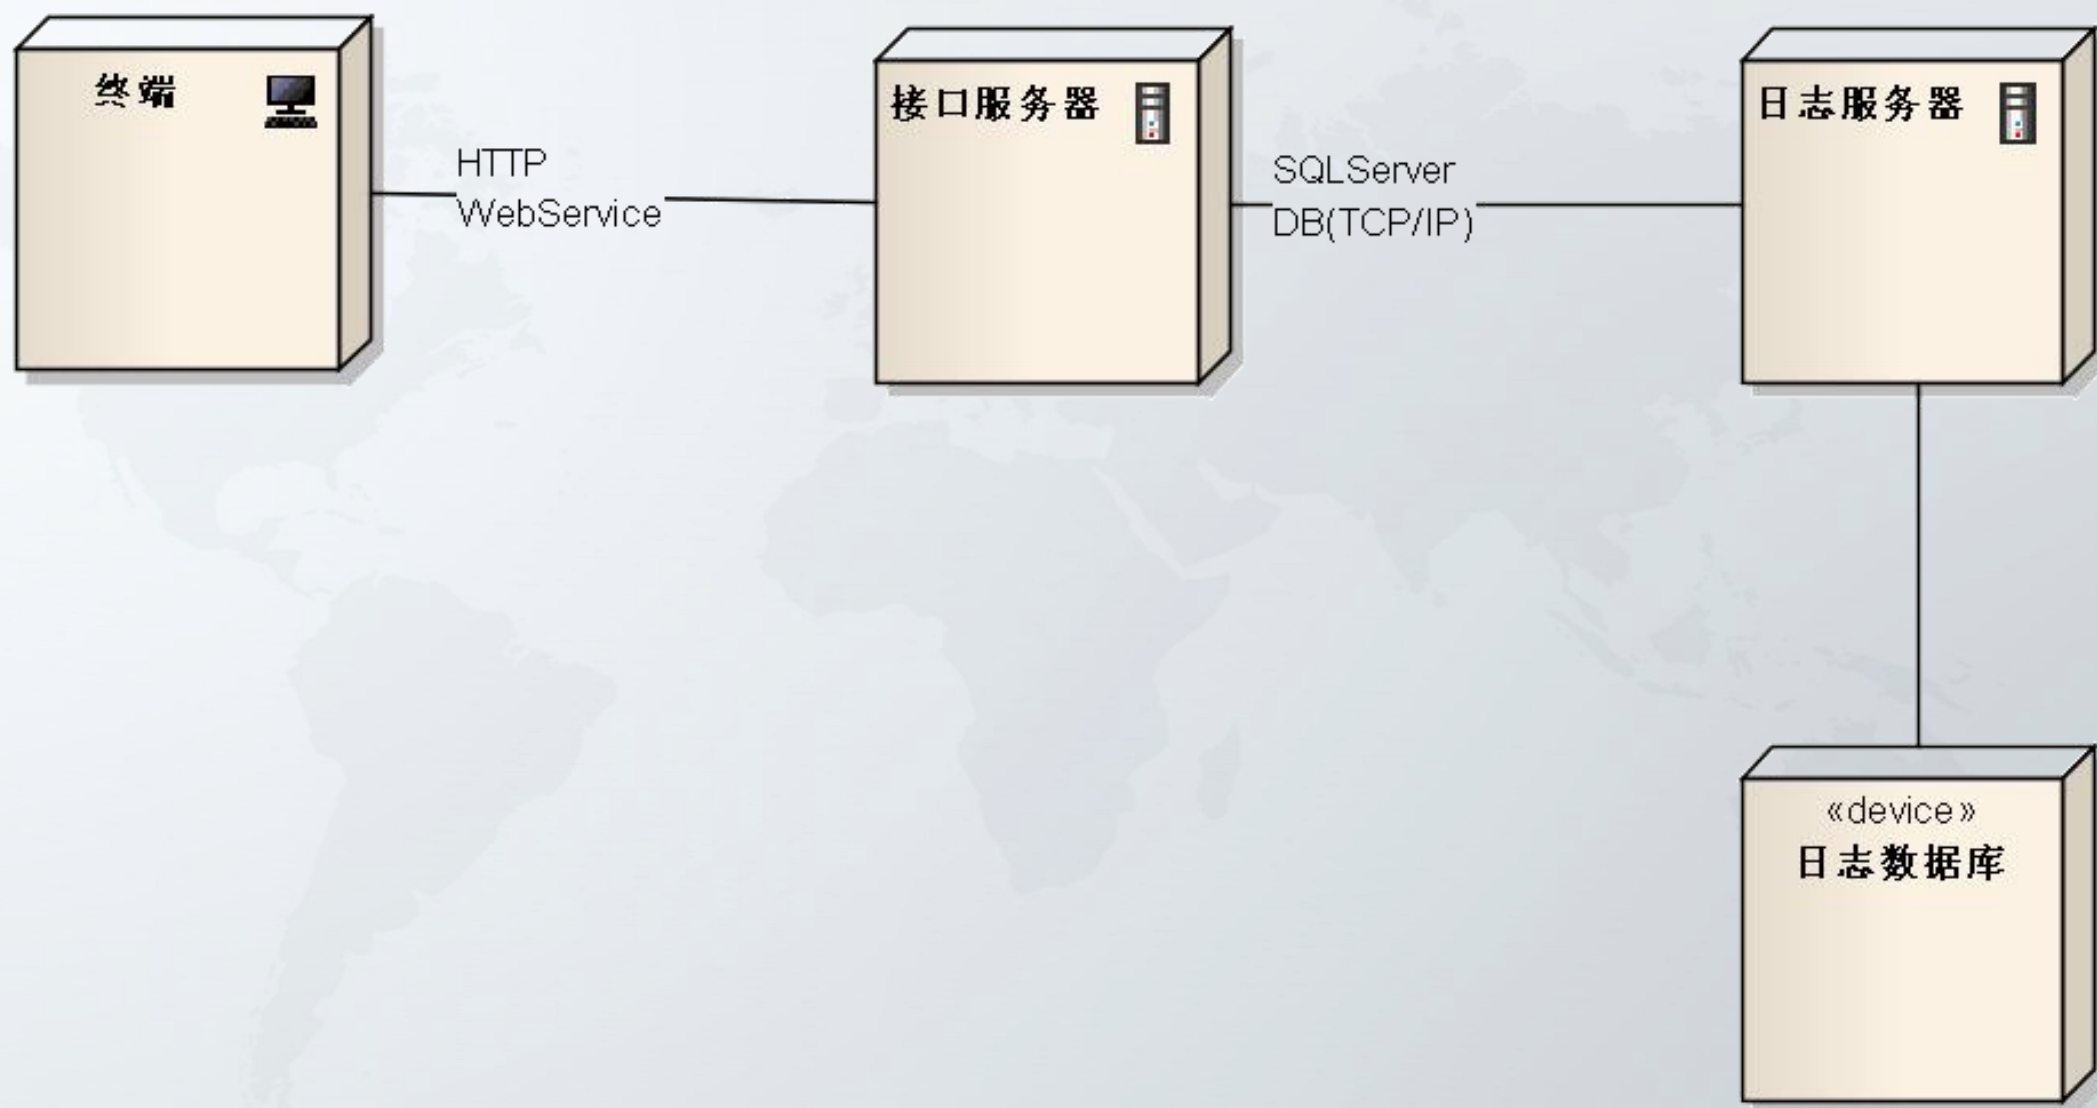 终端
HTTP
WebService
接口服务器
SQLServer
DB(TCP/IP)
日志服务器
«device»
日志数据库